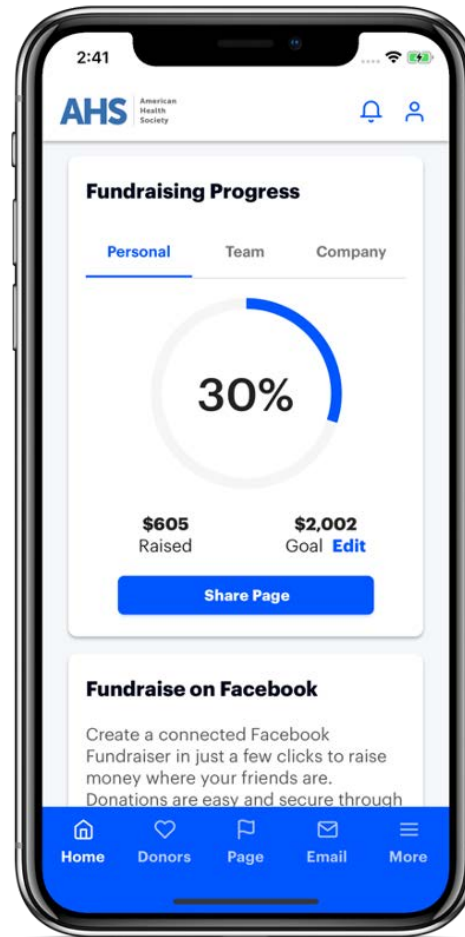 2:41
AHS
American
Health
Society
Fundraising Progress
Personal Team Company
30%
$605 $2,002
Raised Goal Edit
Share Page
Fundraise on Facebook
Create a connected Facebook
Fundraiser in just a few clicks to raise
money where your friends are.
Donations are easy and secure through
Home Donors Page Email More